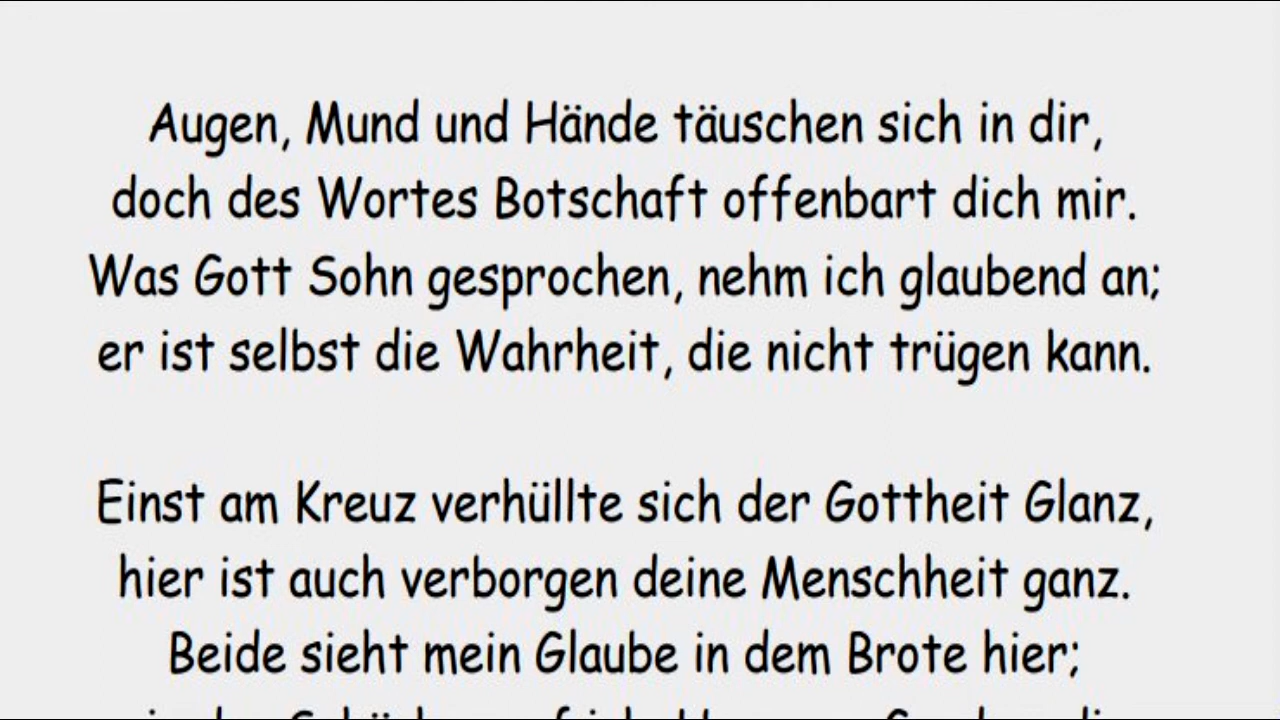 Augen, Mund und Hände täuschen sich in dir,
doch des Wortes Botschaft offenbart dich mir.
Was Gott Sohn gesprochen, nehm ich glaubend an;
er ist selbst die Wahrheit, die nicht trügen kann.
Einst am Kreuz verhüllte sich der Gottheit Glanz,
hier ist auch verborgen deine Menschheit ganz.
Beide sieht mein Glaube in dem Brote hier;